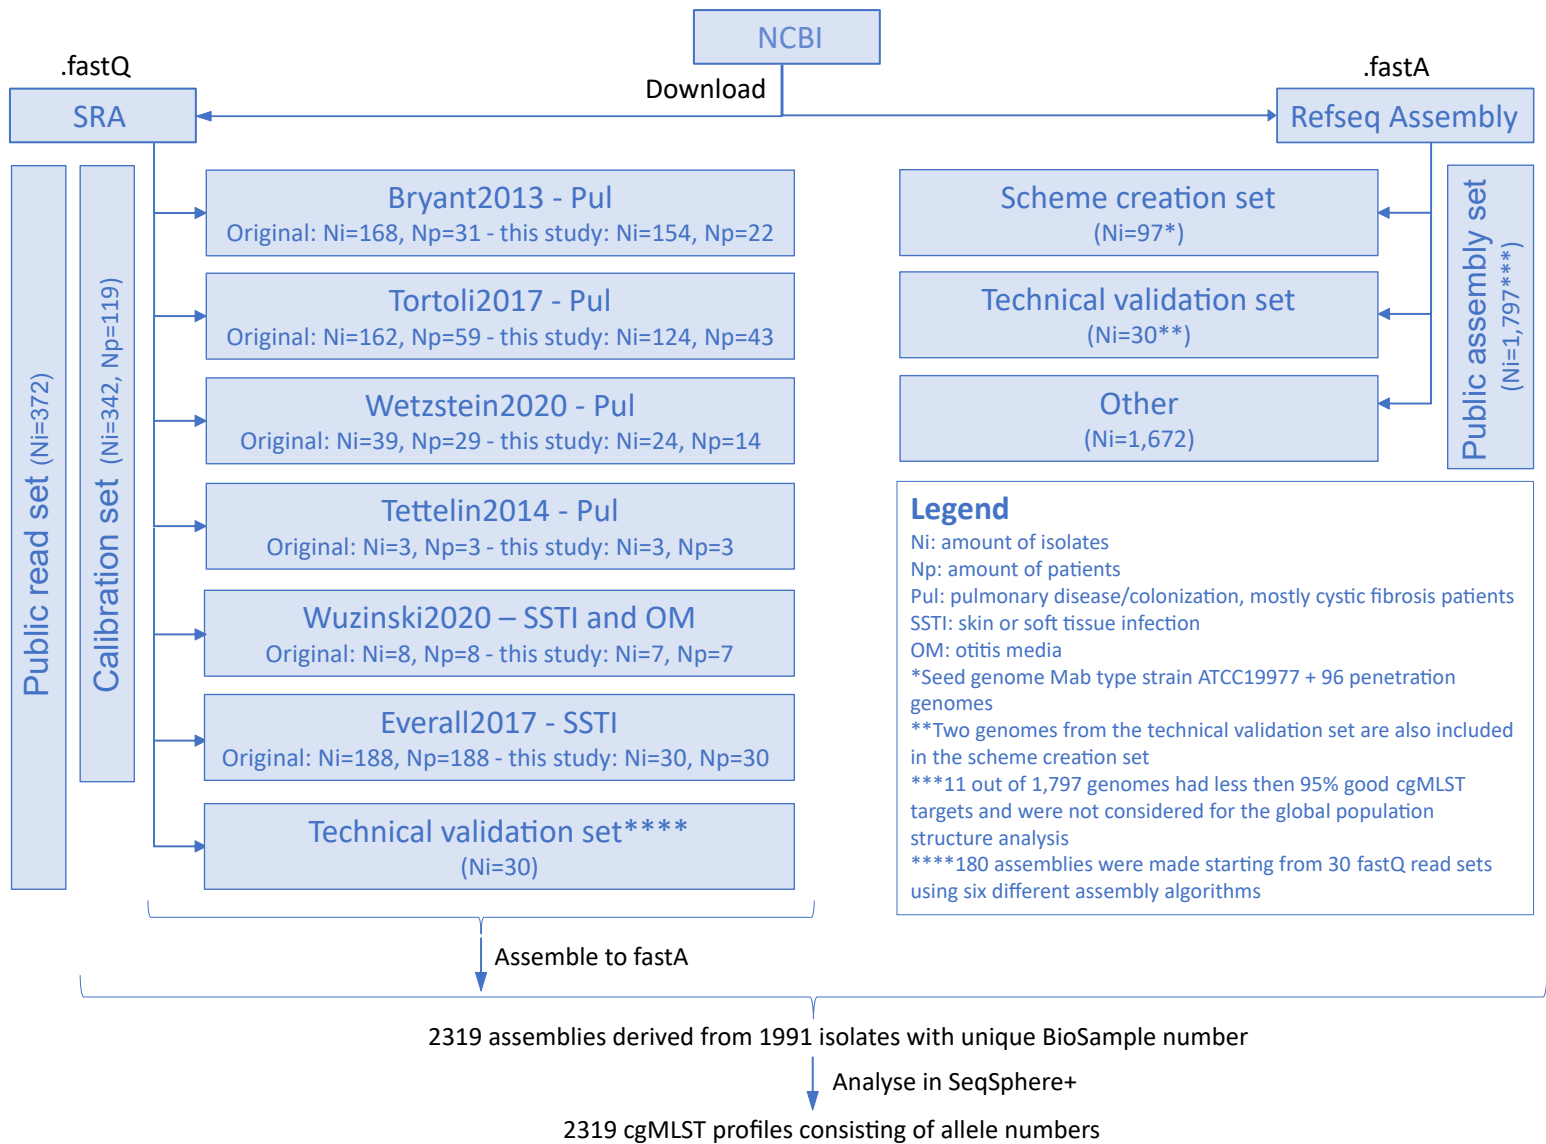 NCBI
Download
.fastQ
SRA
.fastA
Refseq Assembly
Public read set (Ni=372)
Calibration set (Ni=342, Np=119)
Bryant2013 - Pul
Original: Ni=168, Np=31 - this study: Ni=154, Np=22
Tortoli2017 - Pul
Original: Ni=162, Np=59 - this study: Ni=124, Np=43
Wetzstein2020 - Pul
Original: Ni=39, Np=29 - this study: Ni=24, Np=14
Tettelin2014 - Pul
Original: Ni=3, Np=3 - this study: Ni=3, Np=3
Wuzinski2020 – SSTI and OM
Original: Ni=8, Np=8 - this study: Ni=7, Np=7
Everall2017 - SSTI
Original: Ni=188, Np=188 - this study: Ni=30, Np=30
Technical validation set****
(Ni=30)
Scheme creation set
(Ni=97*)
Technical validation set
(Ni=30**)
Other
(Ni=1,672)
Public assembly set
(Ni=1,797***)
Legend
Ni: amount of isolates
Np: amount of patients
Pul: pulmonary disease/colonization, mostly cystic fibrosis patients
SSTI: skin or soft tissue infection
OM: otitis media
*Seed genome Mab type strain ATCC19977 + 96 penetration
genomes
**Two genomes from the technical validation set are also included
in the scheme creation set
***11 out of 1,797 genomes had less then 95% good cgMLST
targets and were not considered for the global population
structure analysis
****180 assemblies were made starting from 30 fastQ read sets
using six different assembly algorithms
Assemble to fastA
2319 assemblies derived from 1991 isolates with unique BioSample number
Analyse in SeqSphere+
2319 cgMLST profiles consisting of allele numbers